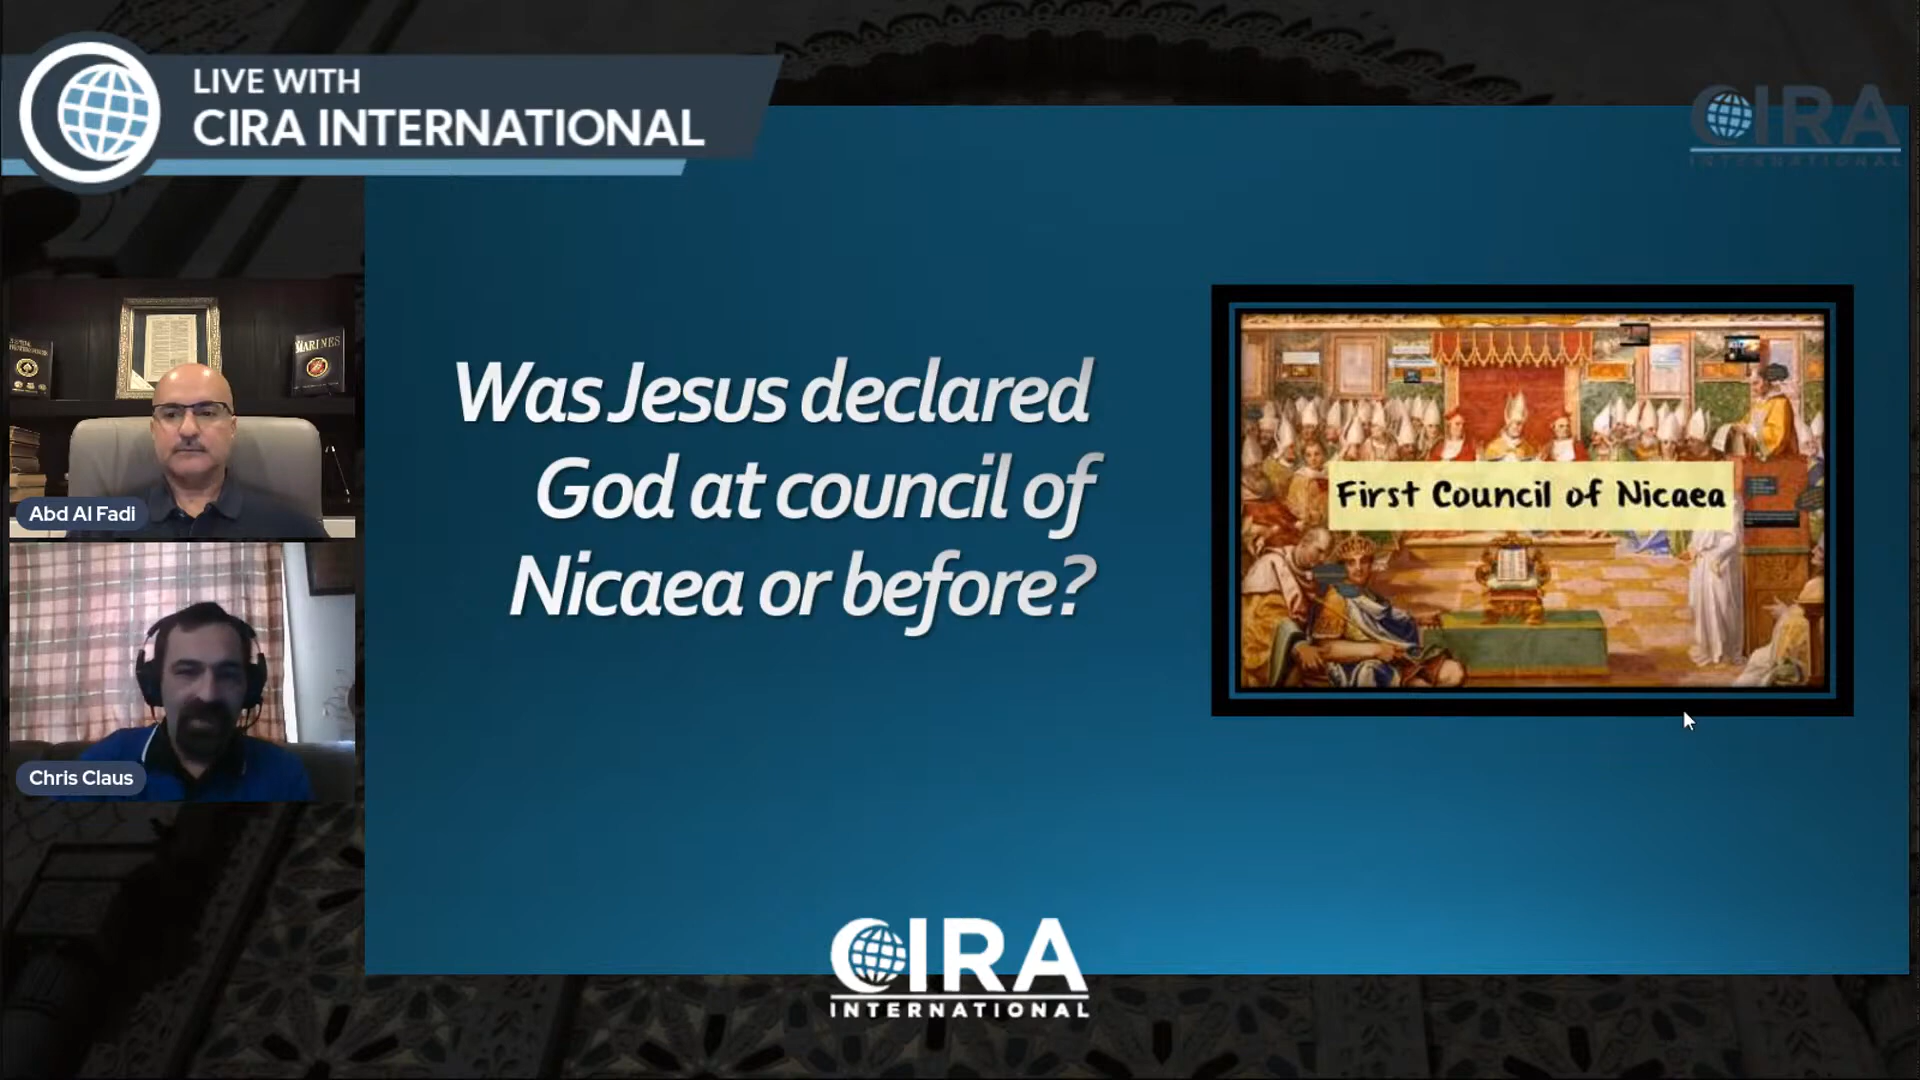 LIVE WITH
CIRA INTERNATIONAL
CIRA
INTERNATIONAL
MARINES
Abd Al Fadi
Chris Claus
Was Jesus declared
God at council of
Nicaea or before?
First Council of Nicaea
CIRA
INTERNATIONAL